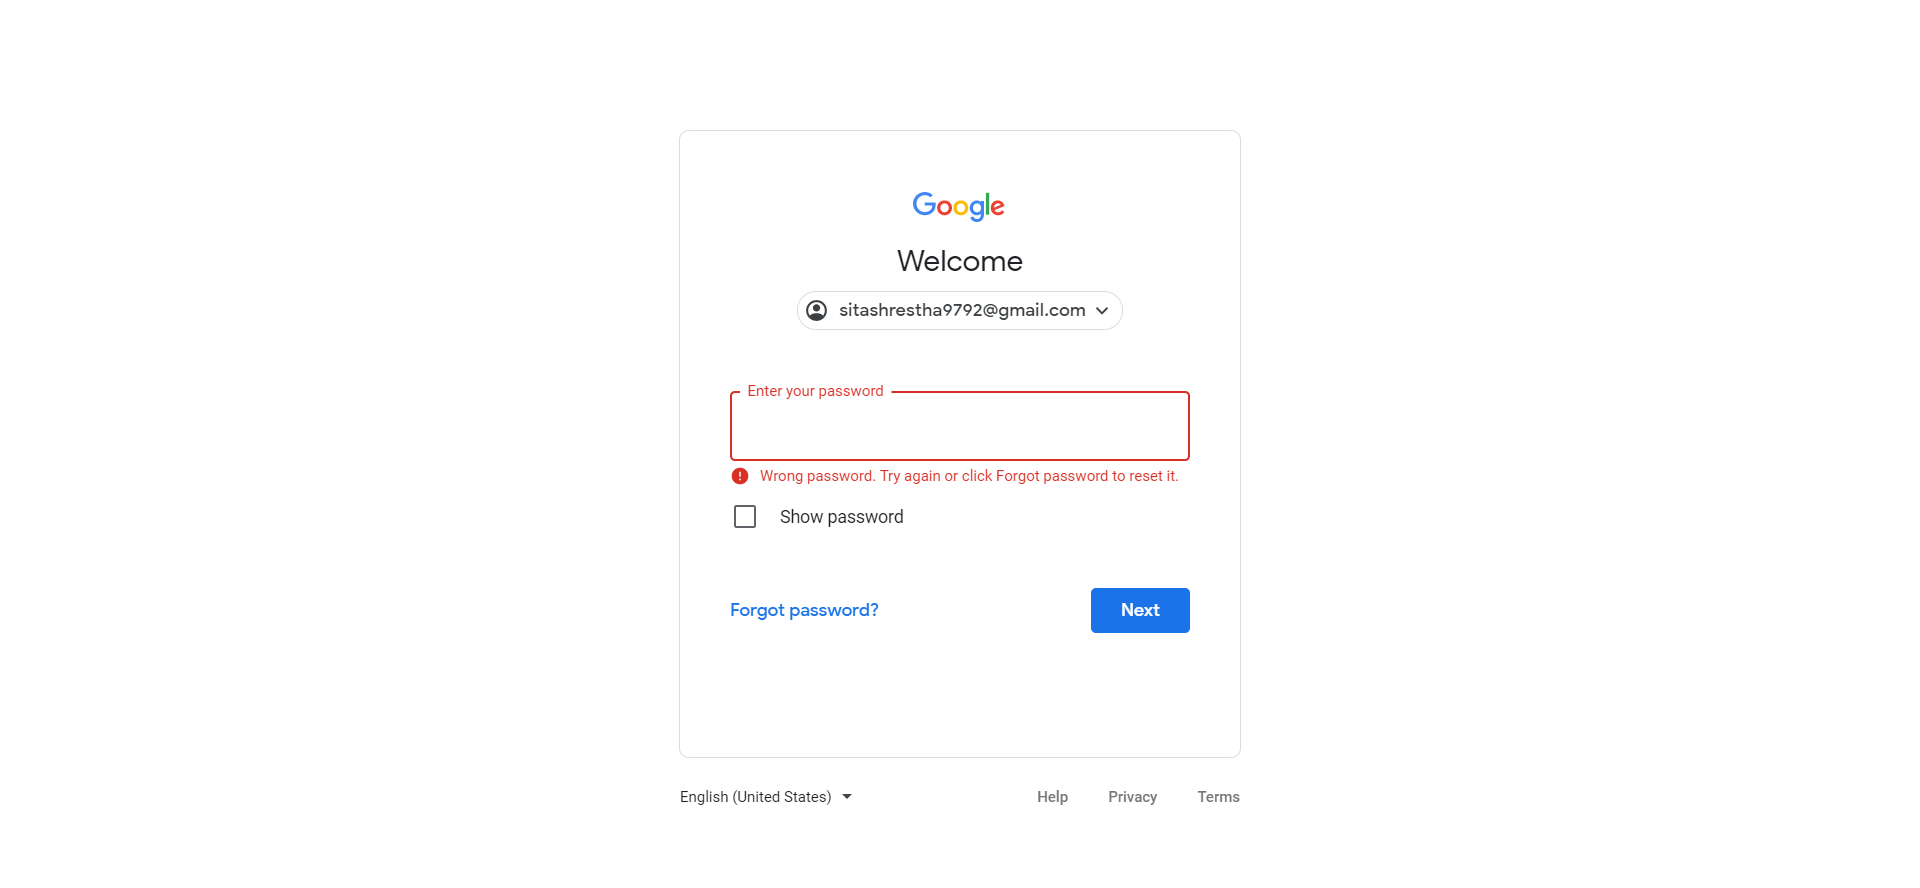 Google
Welcome
sitashrestha9792@gmail.com
Enter your password
Wrong password. Try again or click Forgot password to reset it.
Show password
Forgot password?
Next
English (United States)
Help
Privacy
Terms